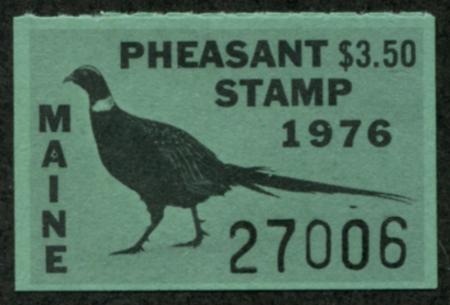 PHEASANT $3.50
STAMP
1976
MAINE
27006